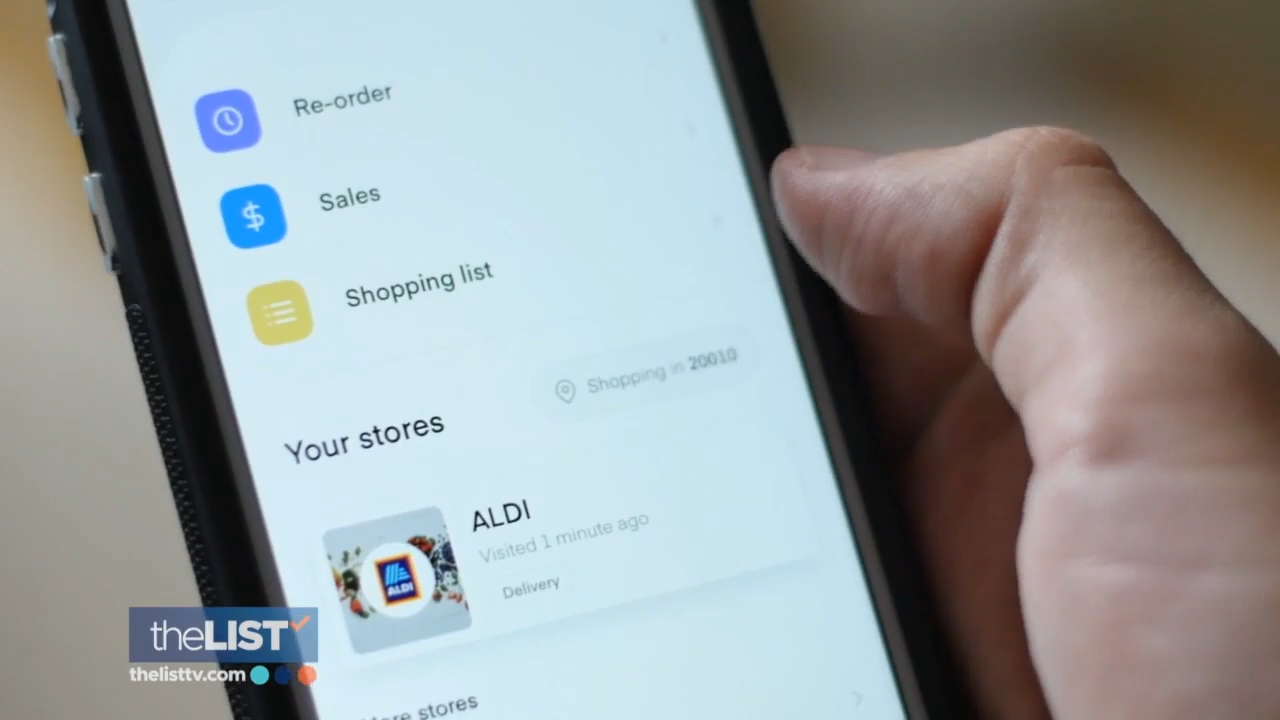 Re-order
$
Sales
Shopping list
Shopping in 20010
Your stores
ALDI
Visited 1 minute ago
ALDI
Delivery
theLIST
thelisttv.com
More stores